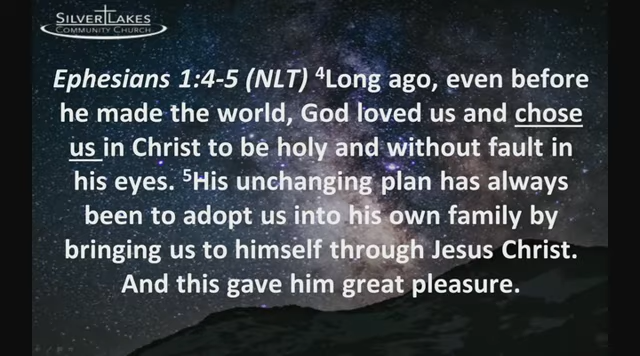 SILVER LAKES
COMMUNITY CHURCH
Ephesians 1:4-5 (NLT) ⁴Long ago, even before
he made the world, God loved us and chose
us in Christ to be holy and without fault in
his eyes. ⁵His unchanging plan has always
been to adopt us into his own family by
bringing us to himself through Jesus Christ.
And this gave him great pleasure.